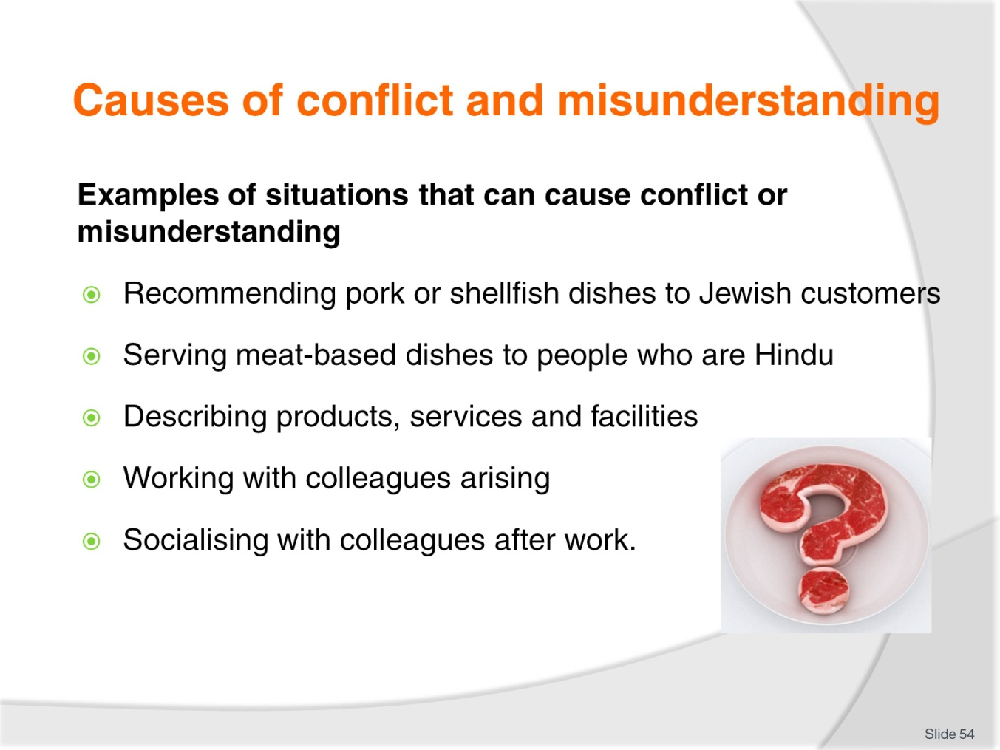 Causes of conflict and misunderstanding
Examples of situations that can cause conflict or
misunderstanding
Recommending pork or shellfish dishes to Jewish customers
Serving meat-based dishes to people who are Hindu
Describing products, services and facilities
Working with colleagues arising
Socialising with colleagues after work.
Slide 54